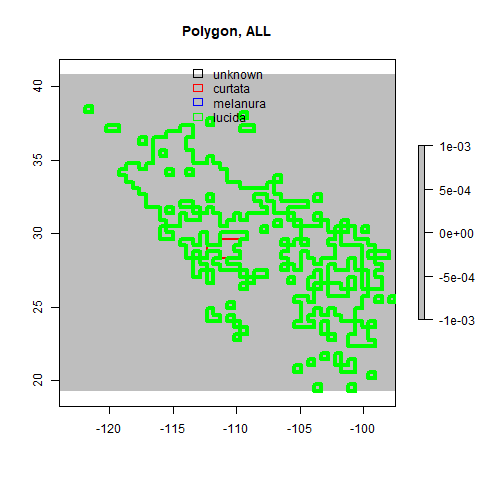 Polygon, ALL
unknown
curtata
melanura
lucida
40
35
30
25
20
-120
-115
-110
-105
-100
1e-03
5e-04
0e+00
-5e-04
-1e-03